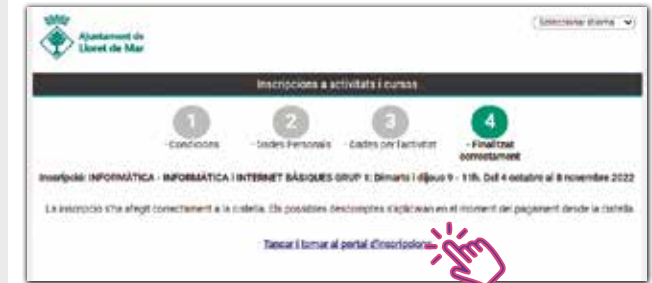 Ajuntament de
Lloret de Mar
Seleccionar idioma
Inscripcions a activitats i cursos
1
2
3
4
- Condicions
- Dades Personals
- Dades per l'activitat
- Finalitzat
correctament
Inscripció: INFORMÀTICA - INFORMÀTICA I INTERNET BÀSIQUES GRUP 1: Dimarts i dijous 9 - 11h. Del 4 octubre al 8 novembre 2022
La inscripció s'ha afegit correctament a la cistella. Els possibles descomptes s'aplicaran en el moment del pagament desde la cistella
Tancar i tornar al portal d'inscripcions